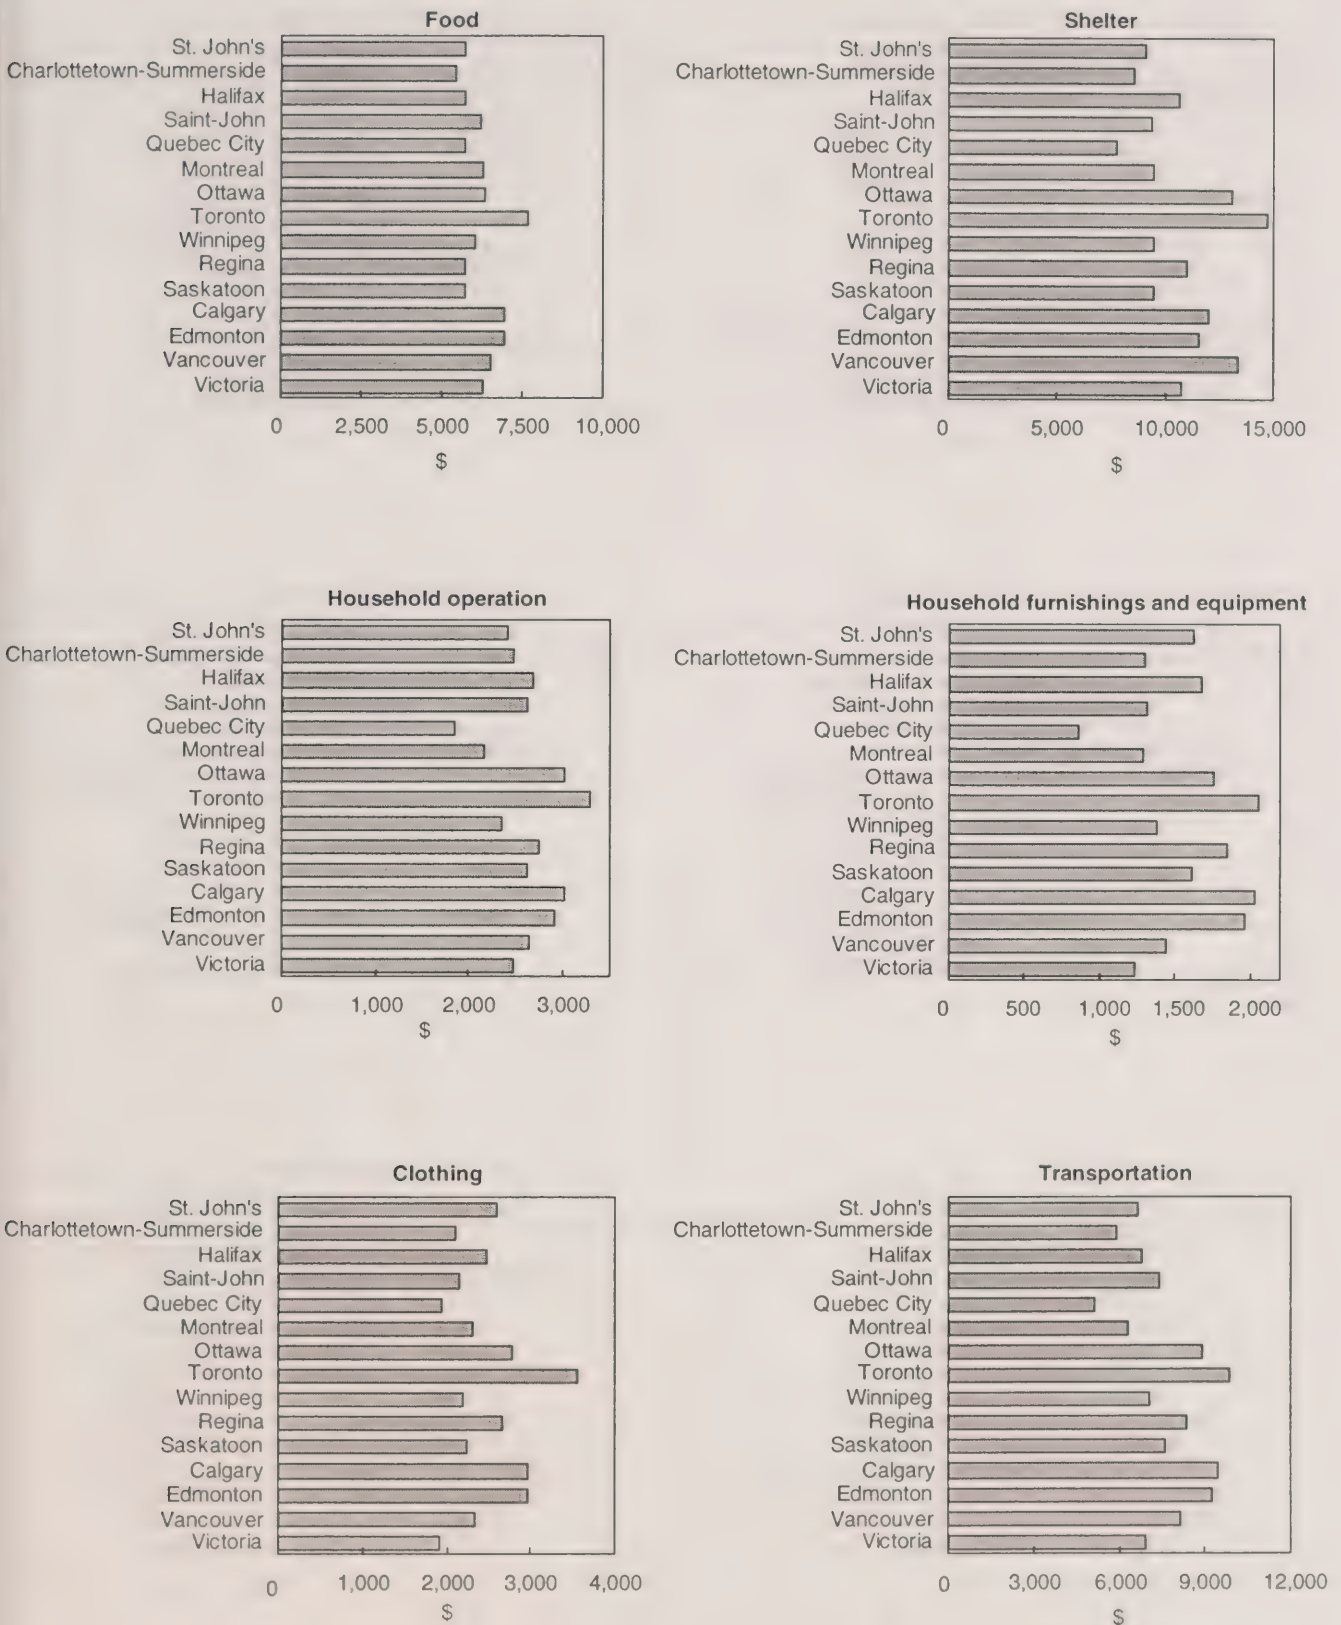 Food
St. John's
Charlottetown-Summerside
Halifax
Saint-John
Quebec City
Montreal
Ottawa
Toronto
Winnipeg
Regina
Saskatoon
Calgary
Edmonton
Vancouver
Victoria
0 2,500 5,000 7,500 10,000
$
Shelter
St. John's
Charlottetown-Summerside
Halifax
Saint-John
Quebec City
Montreal
Ottawa
Toronto
Winnipeg
Regina
Saskatoon
Calgary
Edmonton
Vancouver
Victoria
0 5,000 10,000 15,000
$
Household operation
St. John's
Charlottetown-Summerside
Halifax
Saint-John
Quebec City
Montreal
Ottawa
Toronto
Winnipeg
Regina
Saskatoon
Calgary
Edmonton
Vancouver
Victoria
0 1,000 2,000 3,000
$
Household furnishings and equipment
St. John's
Charlottetown-Summerside
Halifax
Saint-John
Quebec City
Montreal
Ottawa
Toronto
Winnipeg
Regina
Saskatoon
Calgary
Edmonton
Vancouver
Victoria
0 500 1,000 1,500 2,000
$
Clothing
St. John's
Charlottetown-Summerside
Halifax
Saint-John
Quebec City
Montreal
Ottawa
Toronto
Winnipeg
Regina
Saskatoon
Calgary
Edmonton
Vancouver
Victoria
0 1,000 2,000 3,000 4,000
$
Transportation
St. John's
Charlottetown-Summerside
Halifax
Saint-John
Quebec City
Montreal
Ottawa
Toronto
Winnipeg
Regina
Saskatoon
Calgary
Edmonton
Vancouver
Victoria
0 3,000 6,000 9,000 12,000
$